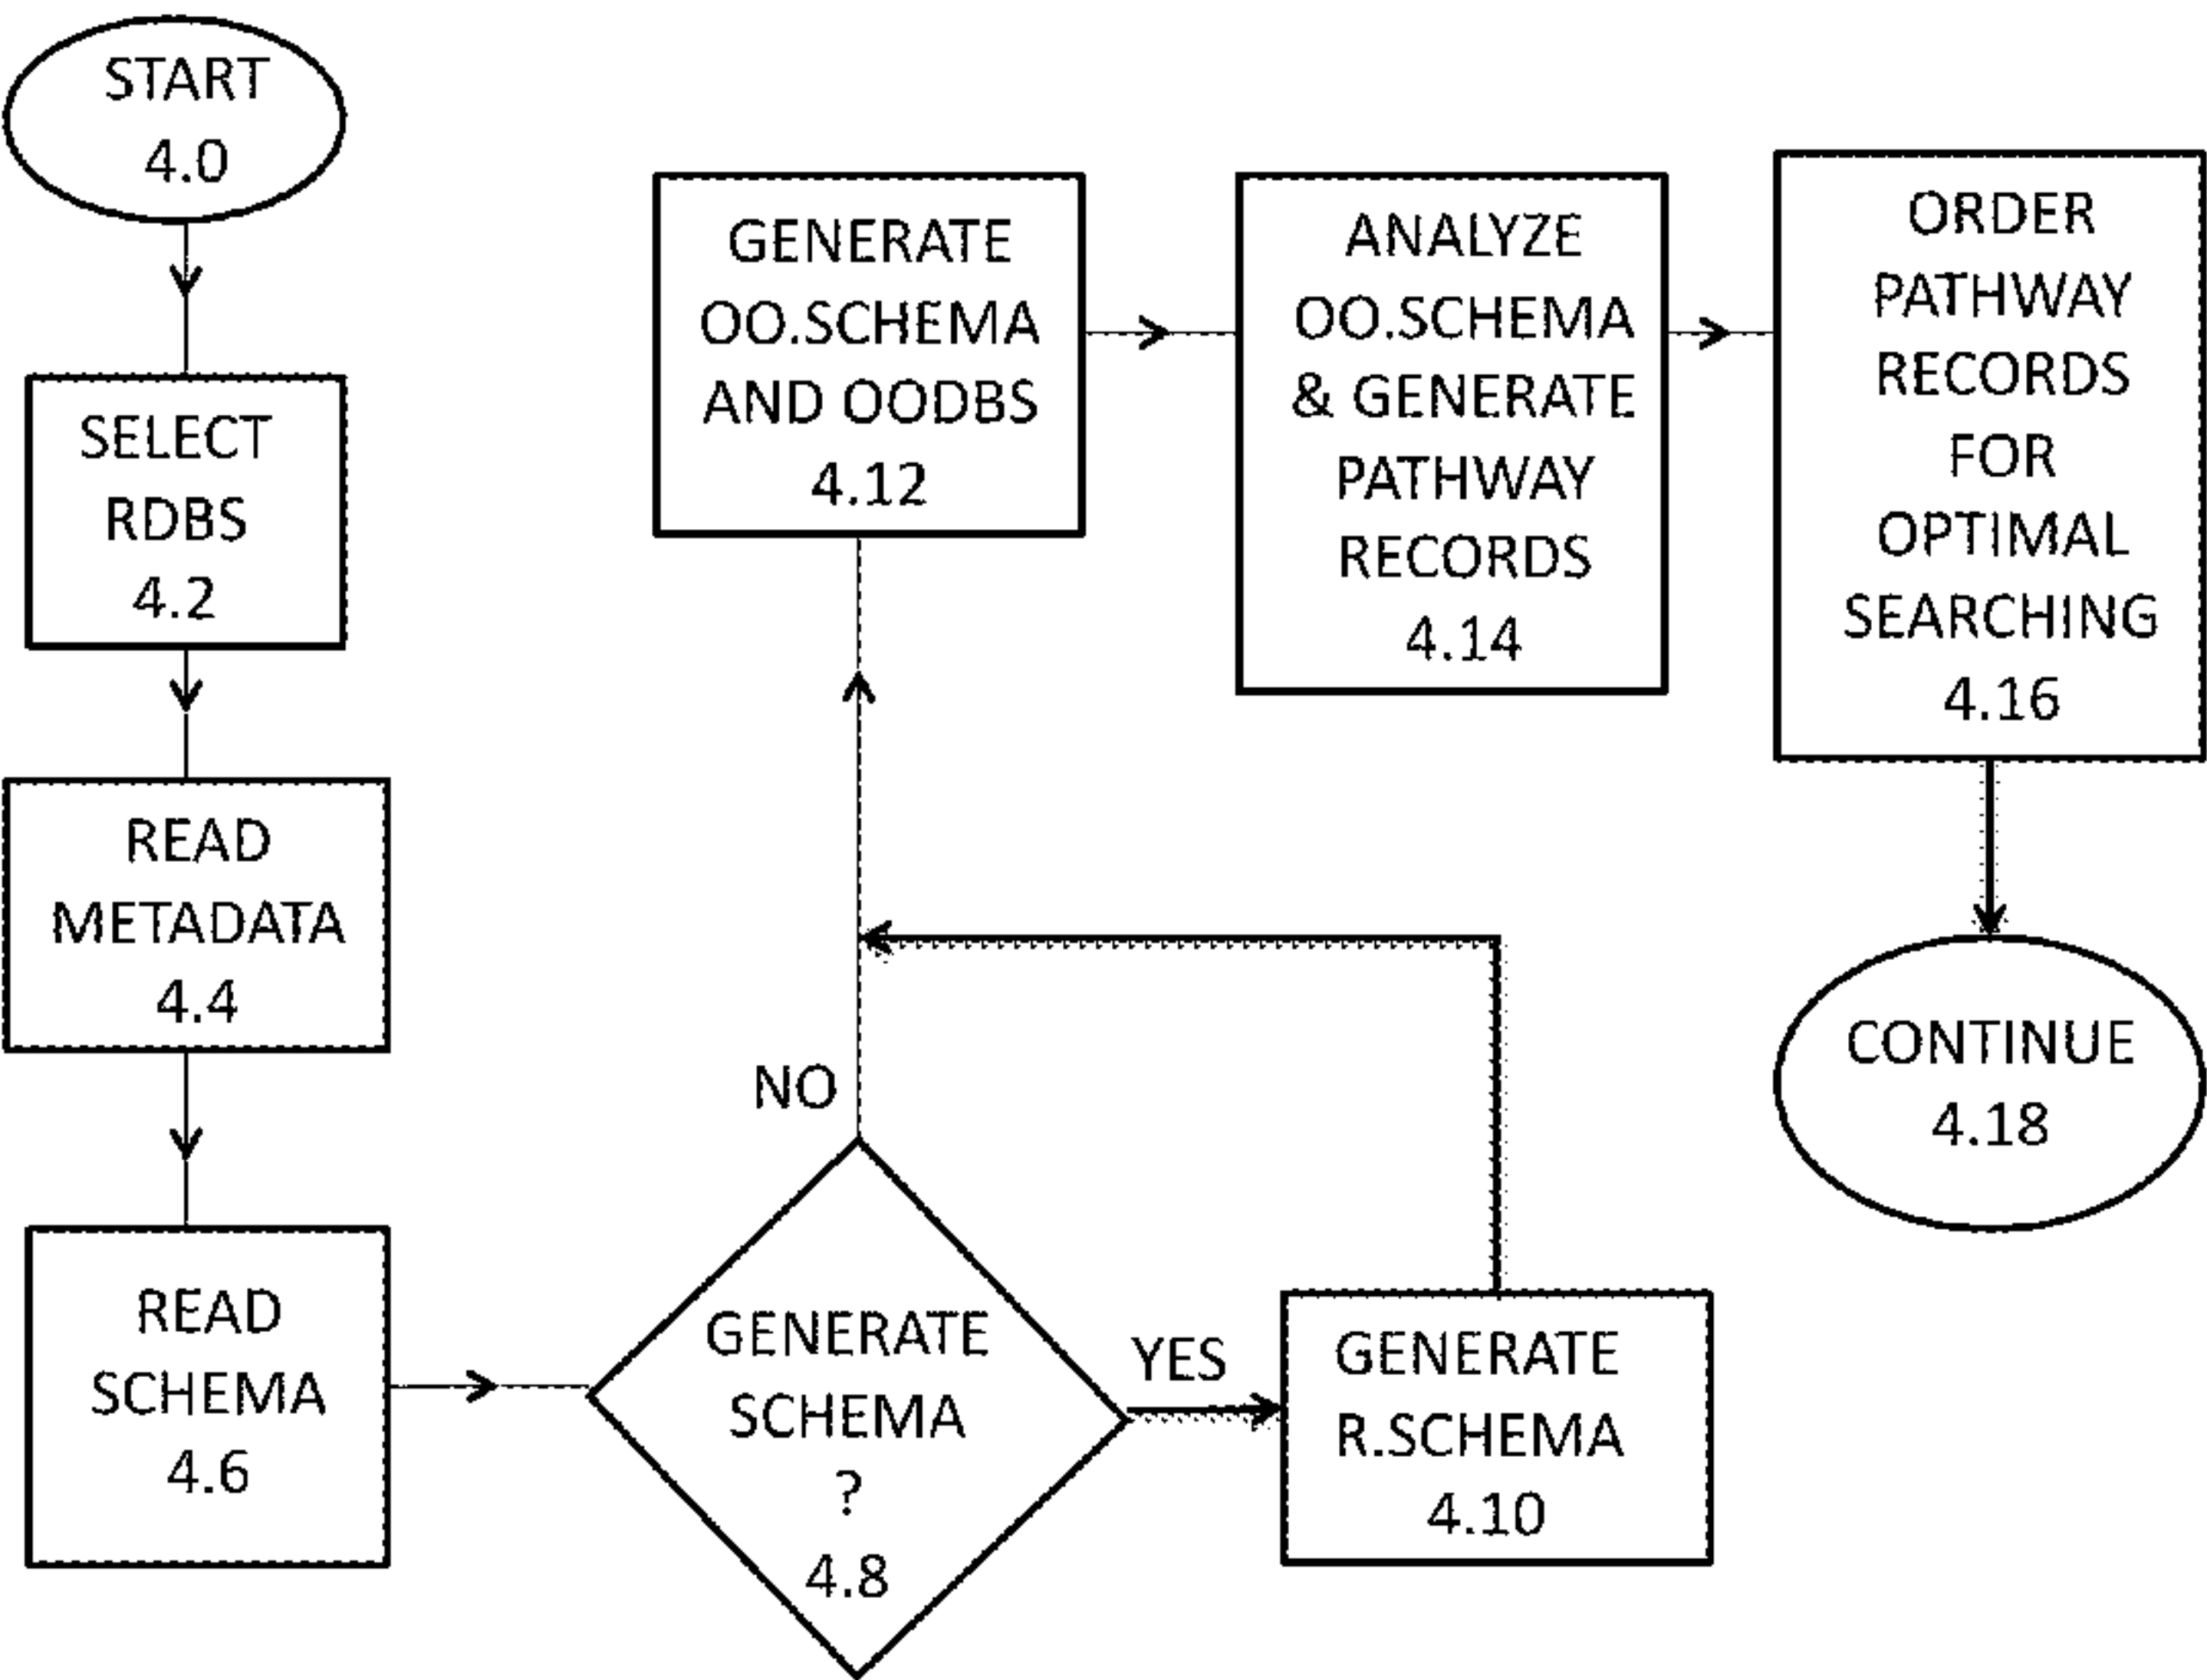 START
4.0
SELECT
RDBS
4.2
READ
METADATA
4.4
READ
SCHEMA
4.6
GENERATE
SCHEMA
?
4.8
NO
YES
GENERATE
R.SCHEMA
4.10
GENERATE
OO.SCHEMA
AND OODBS
4.12
ANALYZE
OO.SCHEMA
& GENERATE
PATHWAY
RECORDS
4.14
ORDER
PATHWAY
RECORDS
FOR
OPTIMAL
SEARCHING
4.16
CONTINUE
4.18